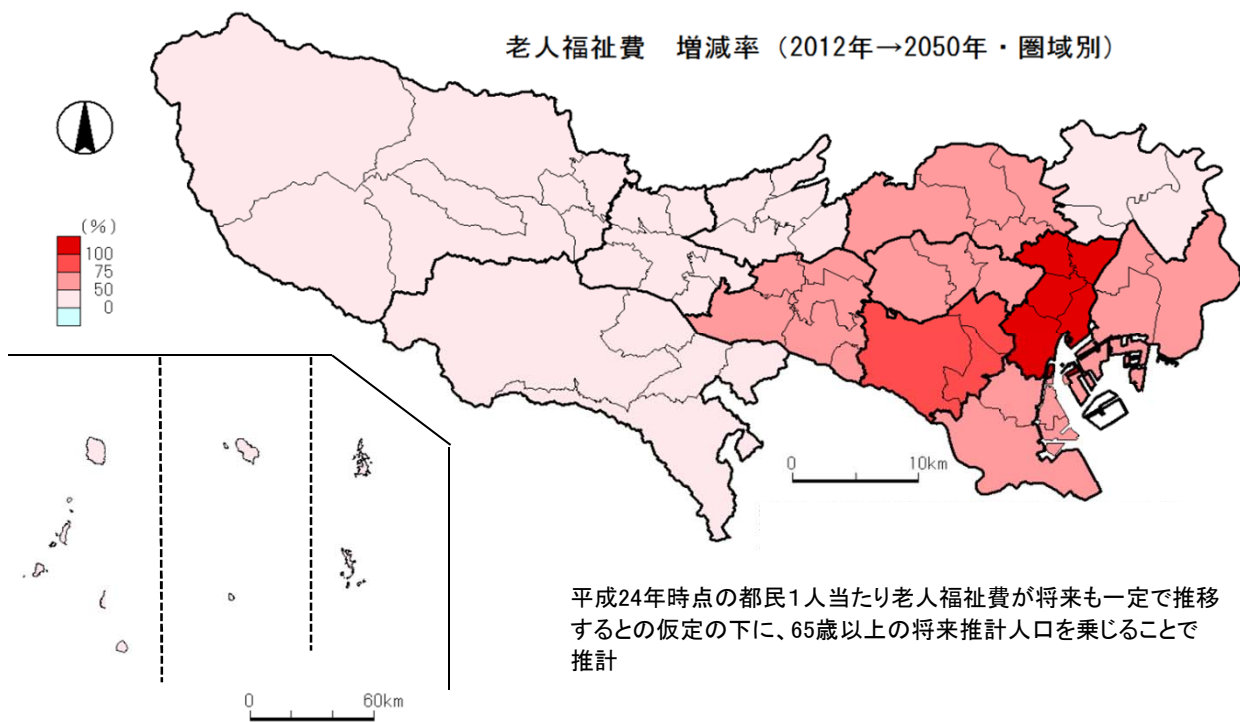 老人福祉費　増減率（2012年→2050年・圏域別）
(％)
100
75
50
0
0 10km
平成24年時点の都民１人当たり老人福祉費が将来も一定で推移
するとの仮定の下に、65歳以上の将来推計人口を乗じることで
推計
0 60km